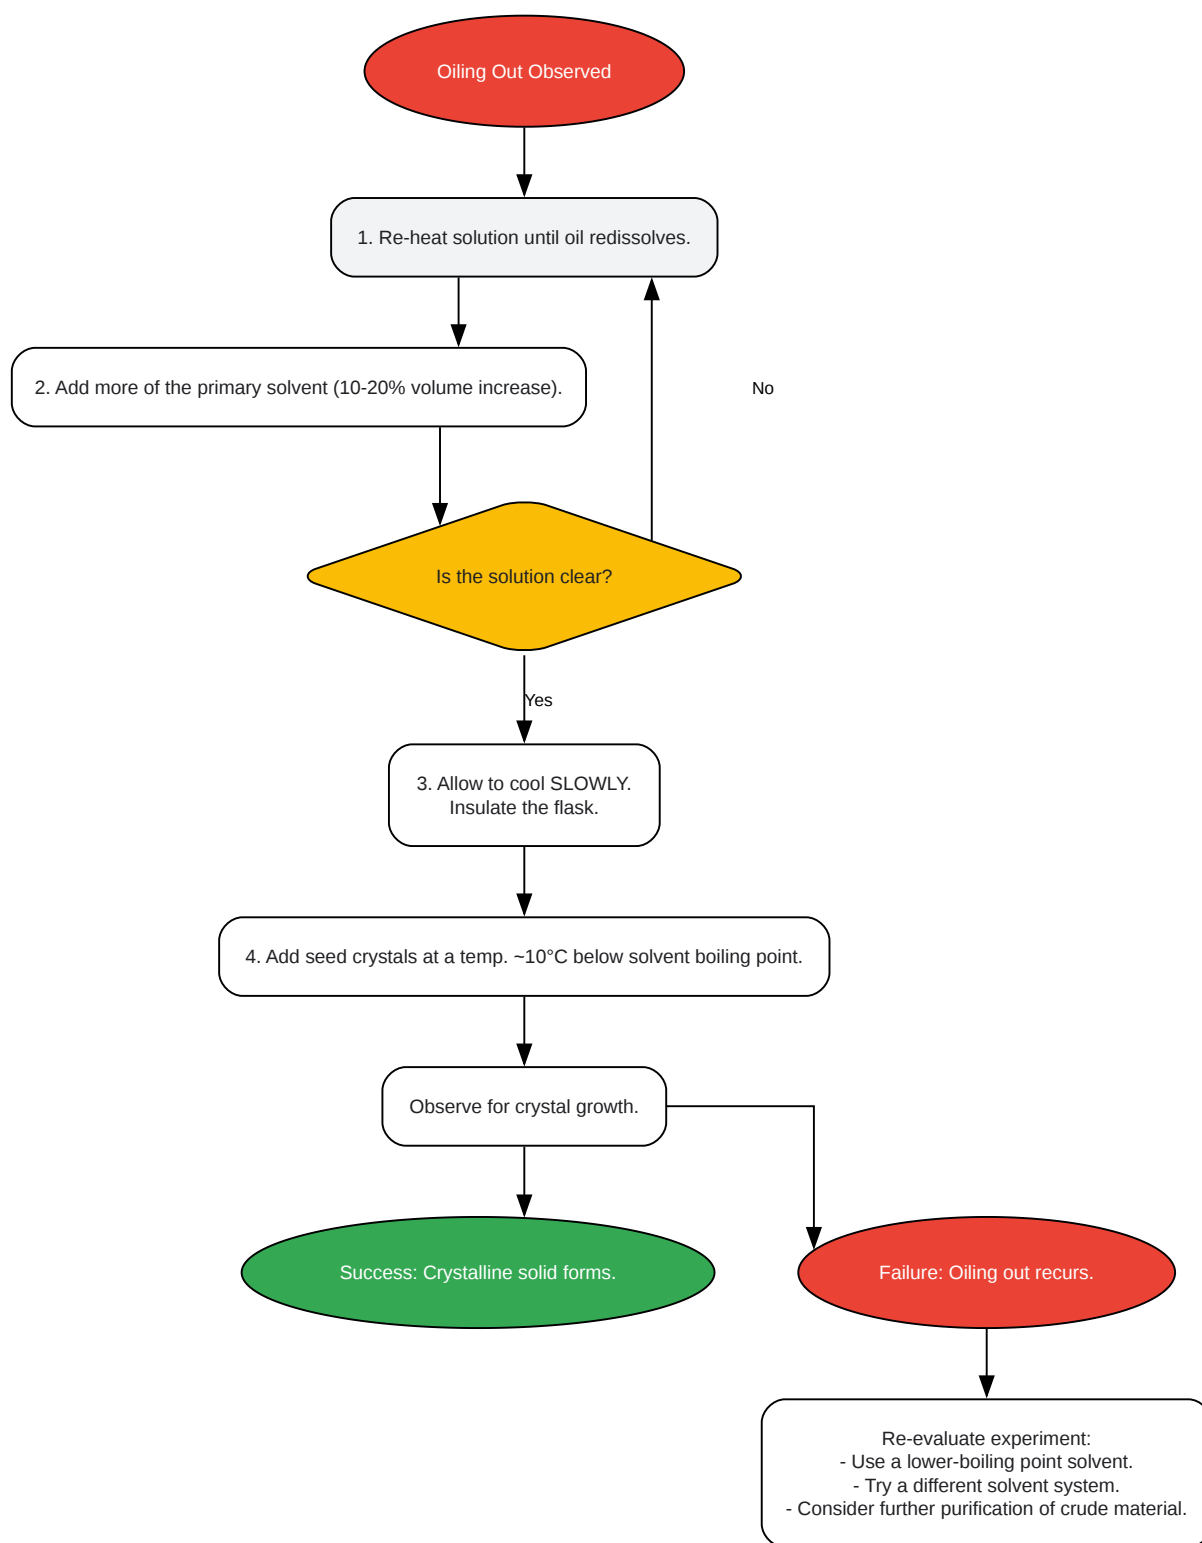 Oiling Out Observed
1. Re-heat solution until oil redissolves.
2. Add more of the primary solvent (10-20% volume increase).
No
Is the solution clear?
Yes
3. Allow to cool SLOWLY.
Insulate the flask.
4. Add seed crystals at a temp. ~10°C below solvent boiling point.
Observe for crystal growth.
Success: Crystalline solid forms.
Failure: Oiling out recurs.
Re-evaluate experiment:
- Use a lower-boiling point solvent.
- Try a different solvent system.
- Consider further purification of crude material.